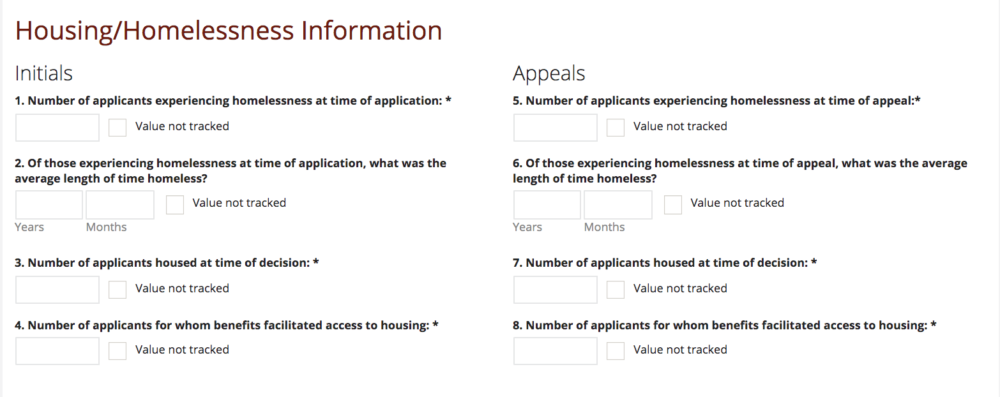 Housing/Homelessness Information
Initials
1. Number of applicants experiencing homelessness at time of application: *
Value not tracked
2. Of those experiencing homelessness at time of application, what was the
average length of time homeless?
Value not tracked
Years Months
3. Number of applicants housed at time of decision: *
Value not tracked
4. Number of applicants for whom benefits facilitated access to housing: *
Value not tracked
Appeals
5. Number of applicants experiencing homelessness at time of appeal:*
Value not tracked
6. Of those experiencing homelessness at time of appeal, what was the average
length of time homeless?
Value not tracked
Years Months
7. Number of applicants housed at time of decision: *
Value not tracked
8. Number of applicants for whom benefits facilitated access to housing: *
Value not tracked